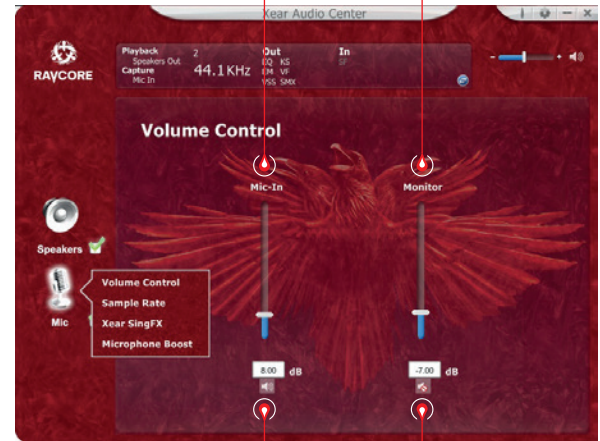 Xear Audio Center
RAVCORE
Playback 2
Speakers Out
Capture
Mic In
44.1KHz
Out
EQ KS
EM VF
VSS SMX
In
SF
Volume Control
Mic-In
Monitor
Speakers
Mic
Volume Control
Sample Rate
Xear SingFX
Microphone Boost
8.00 dB
-7.00 dB